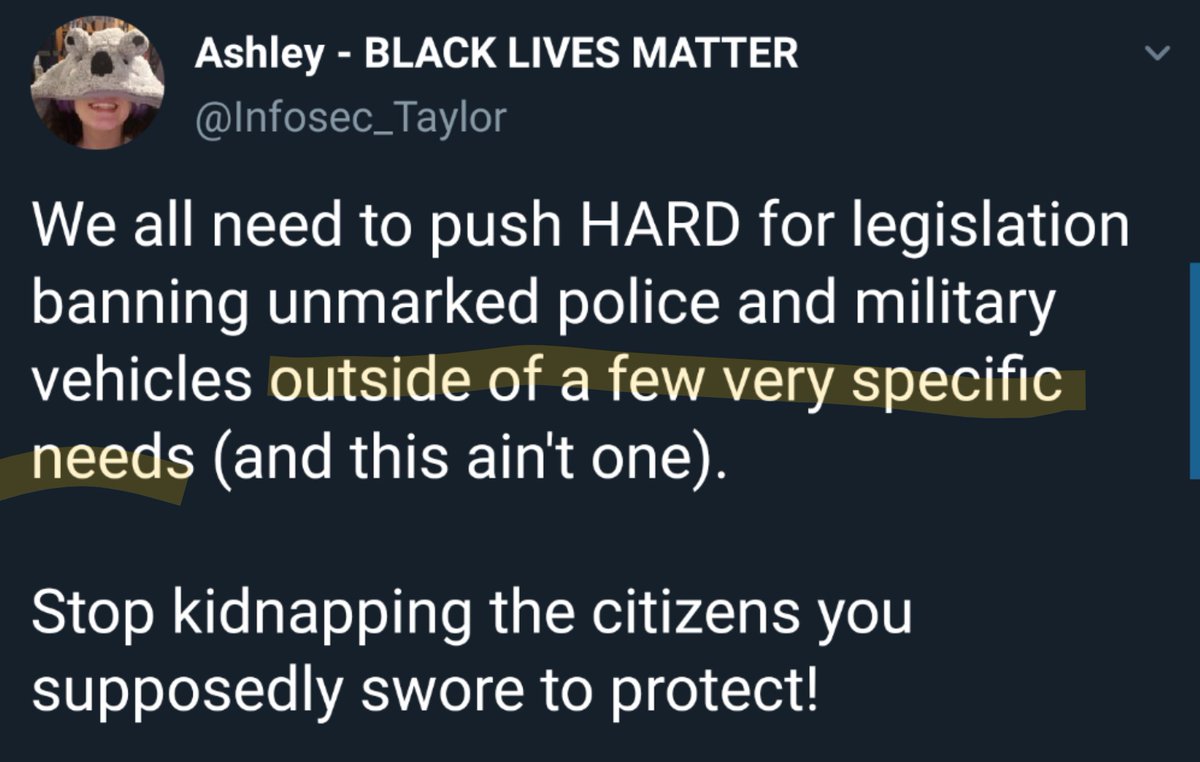 Ashley - BLACK LIVES MATTER
@Infosec_Taylor
We all need to push HARD for legislation
banning unmarked police and military
vehicles outside of a few very specific
needs (and this ain't one).
Stop kidnapping the citizens you
supposedly swore to protect!